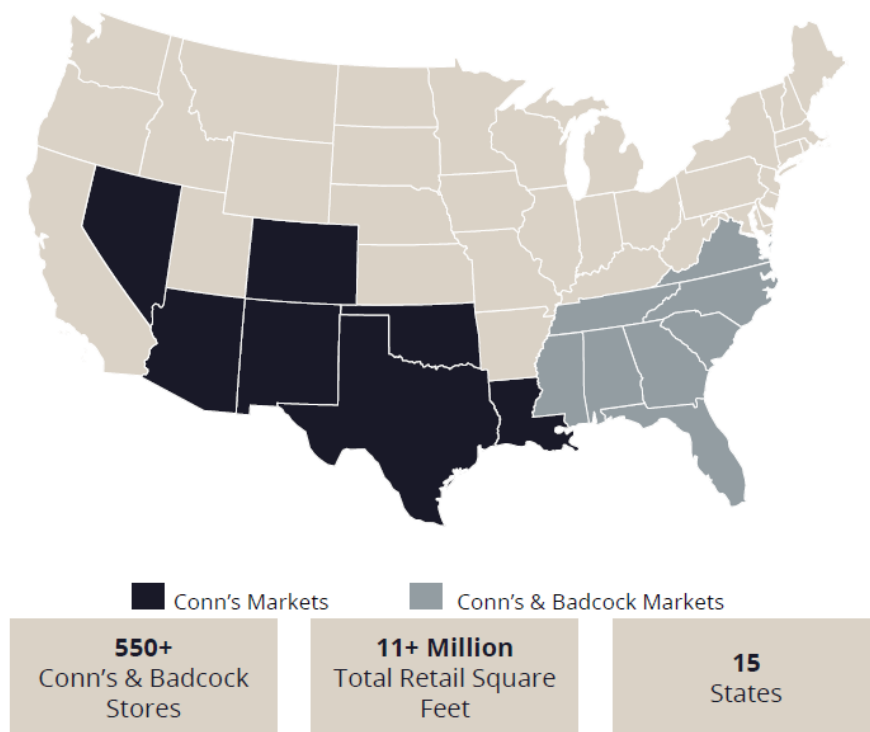 Conn's Markets
Conn's & Badcock Markets
550+
Conn's & Badcock
Stores
11+ Million
Total Retail Square
Feet
15
States